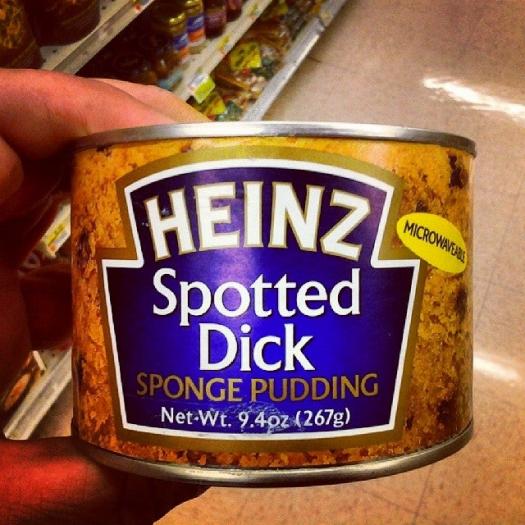 HEINZ
Spotted
Dick
SPONGE PUDDING
Net-Wt. 9.4oz (267g)
MICROWAVEABLE